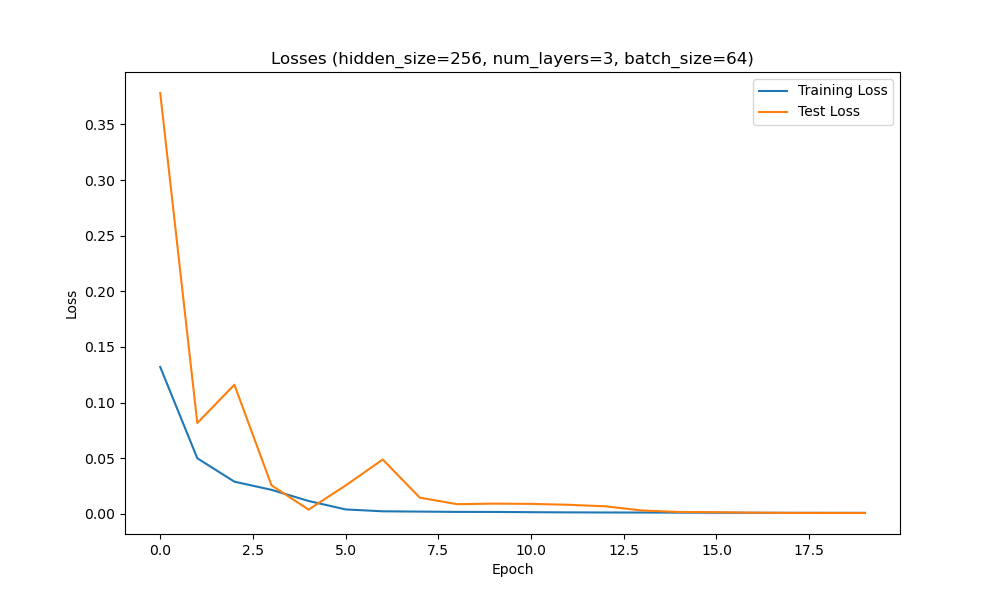 Losses (hidden_size=256, num_layers=3, batch_size=64)
Training Loss
Test Loss
0.35
0.30
0.25
0.20
0.15
0.10
0.05
0.00
Loss
0.0 2.5 5.0 7.5 10.0 12.5 15.0 17.5
Epoch